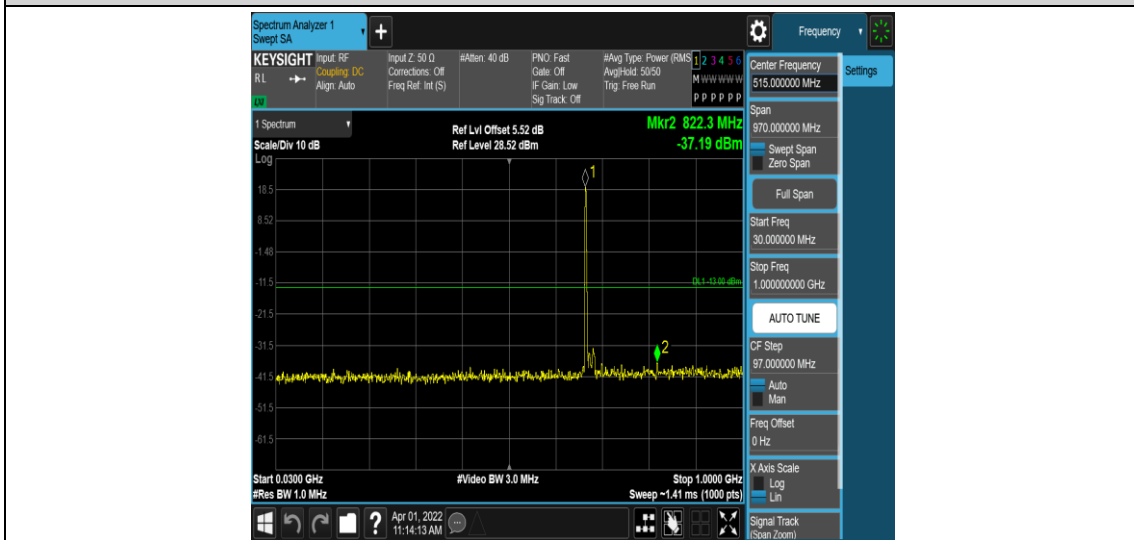 Spectrum Analyzer 1
Swept SA
+
Frequency
KEYSIGHT
RL
LXI
Input: RF
Coupling: DC
Align: Auto
Input Z: 50 Ω
Corrections: Off
Freq Ref: Int (S)
#Atten: 40 dB
PNO: Fast
Gate: Off
IF Gain: Low
Sig Track: Off
#Avg Type: Power (RMS
Avg|Hold: 50/50
Trig: Free Run
1 2 3 4 5 6
M W W W W W
P P P P P P
Center Frequency
515.000000 MHz
Settings
1 Spectrum
Scale/Div 10 dB
Log
Ref Lvl Offset 5.52 dB
Ref Level 28.52 dBm
Mkr2 822.3 MHz
-37.19 dBm
18.5
8.52
-1.48
-11.5
-21.5
-31.5
-41.5
-51.5
-61.5
1
DL1 -13.00 dBm
2
Start 0.0300 GHz
#Res BW 1.0 MHz
#Video BW 3.0 MHz
Stop 1.0000 GHz
Sweep ~1.41 ms (1000 pts)
Span
970.000000 MHz
Swept Span
Zero Span
Full Span
Start Freq
30.000000 MHz
Stop Freq
1.000000000 GHz
AUTO TUNE
CF Step
97.000000 MHz
Auto
Man
Freq Offset
0 Hz
X Axis Scale
Log
Lin
Signal Track
(Span Zoom)
?
Apr 01, 2022
11:14:13 AM